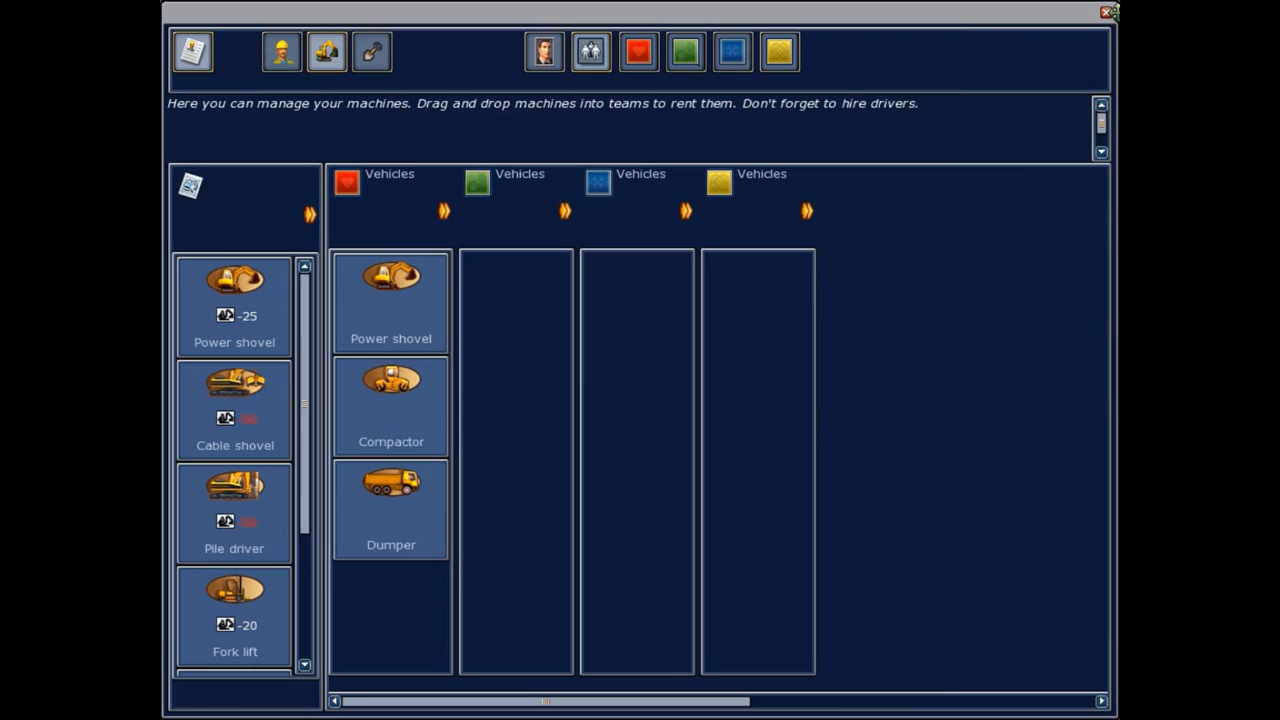 Here you can manage your machines. Drag and drop machines into teams to rent them. Don't forget to hire drivers.
Vehicles
Vehicles
Vehicles
Vehicles
-25
Power shovel
Cable shovel
Pile driver
-20
Fork lift
Power shovel
Compactor
Dumper